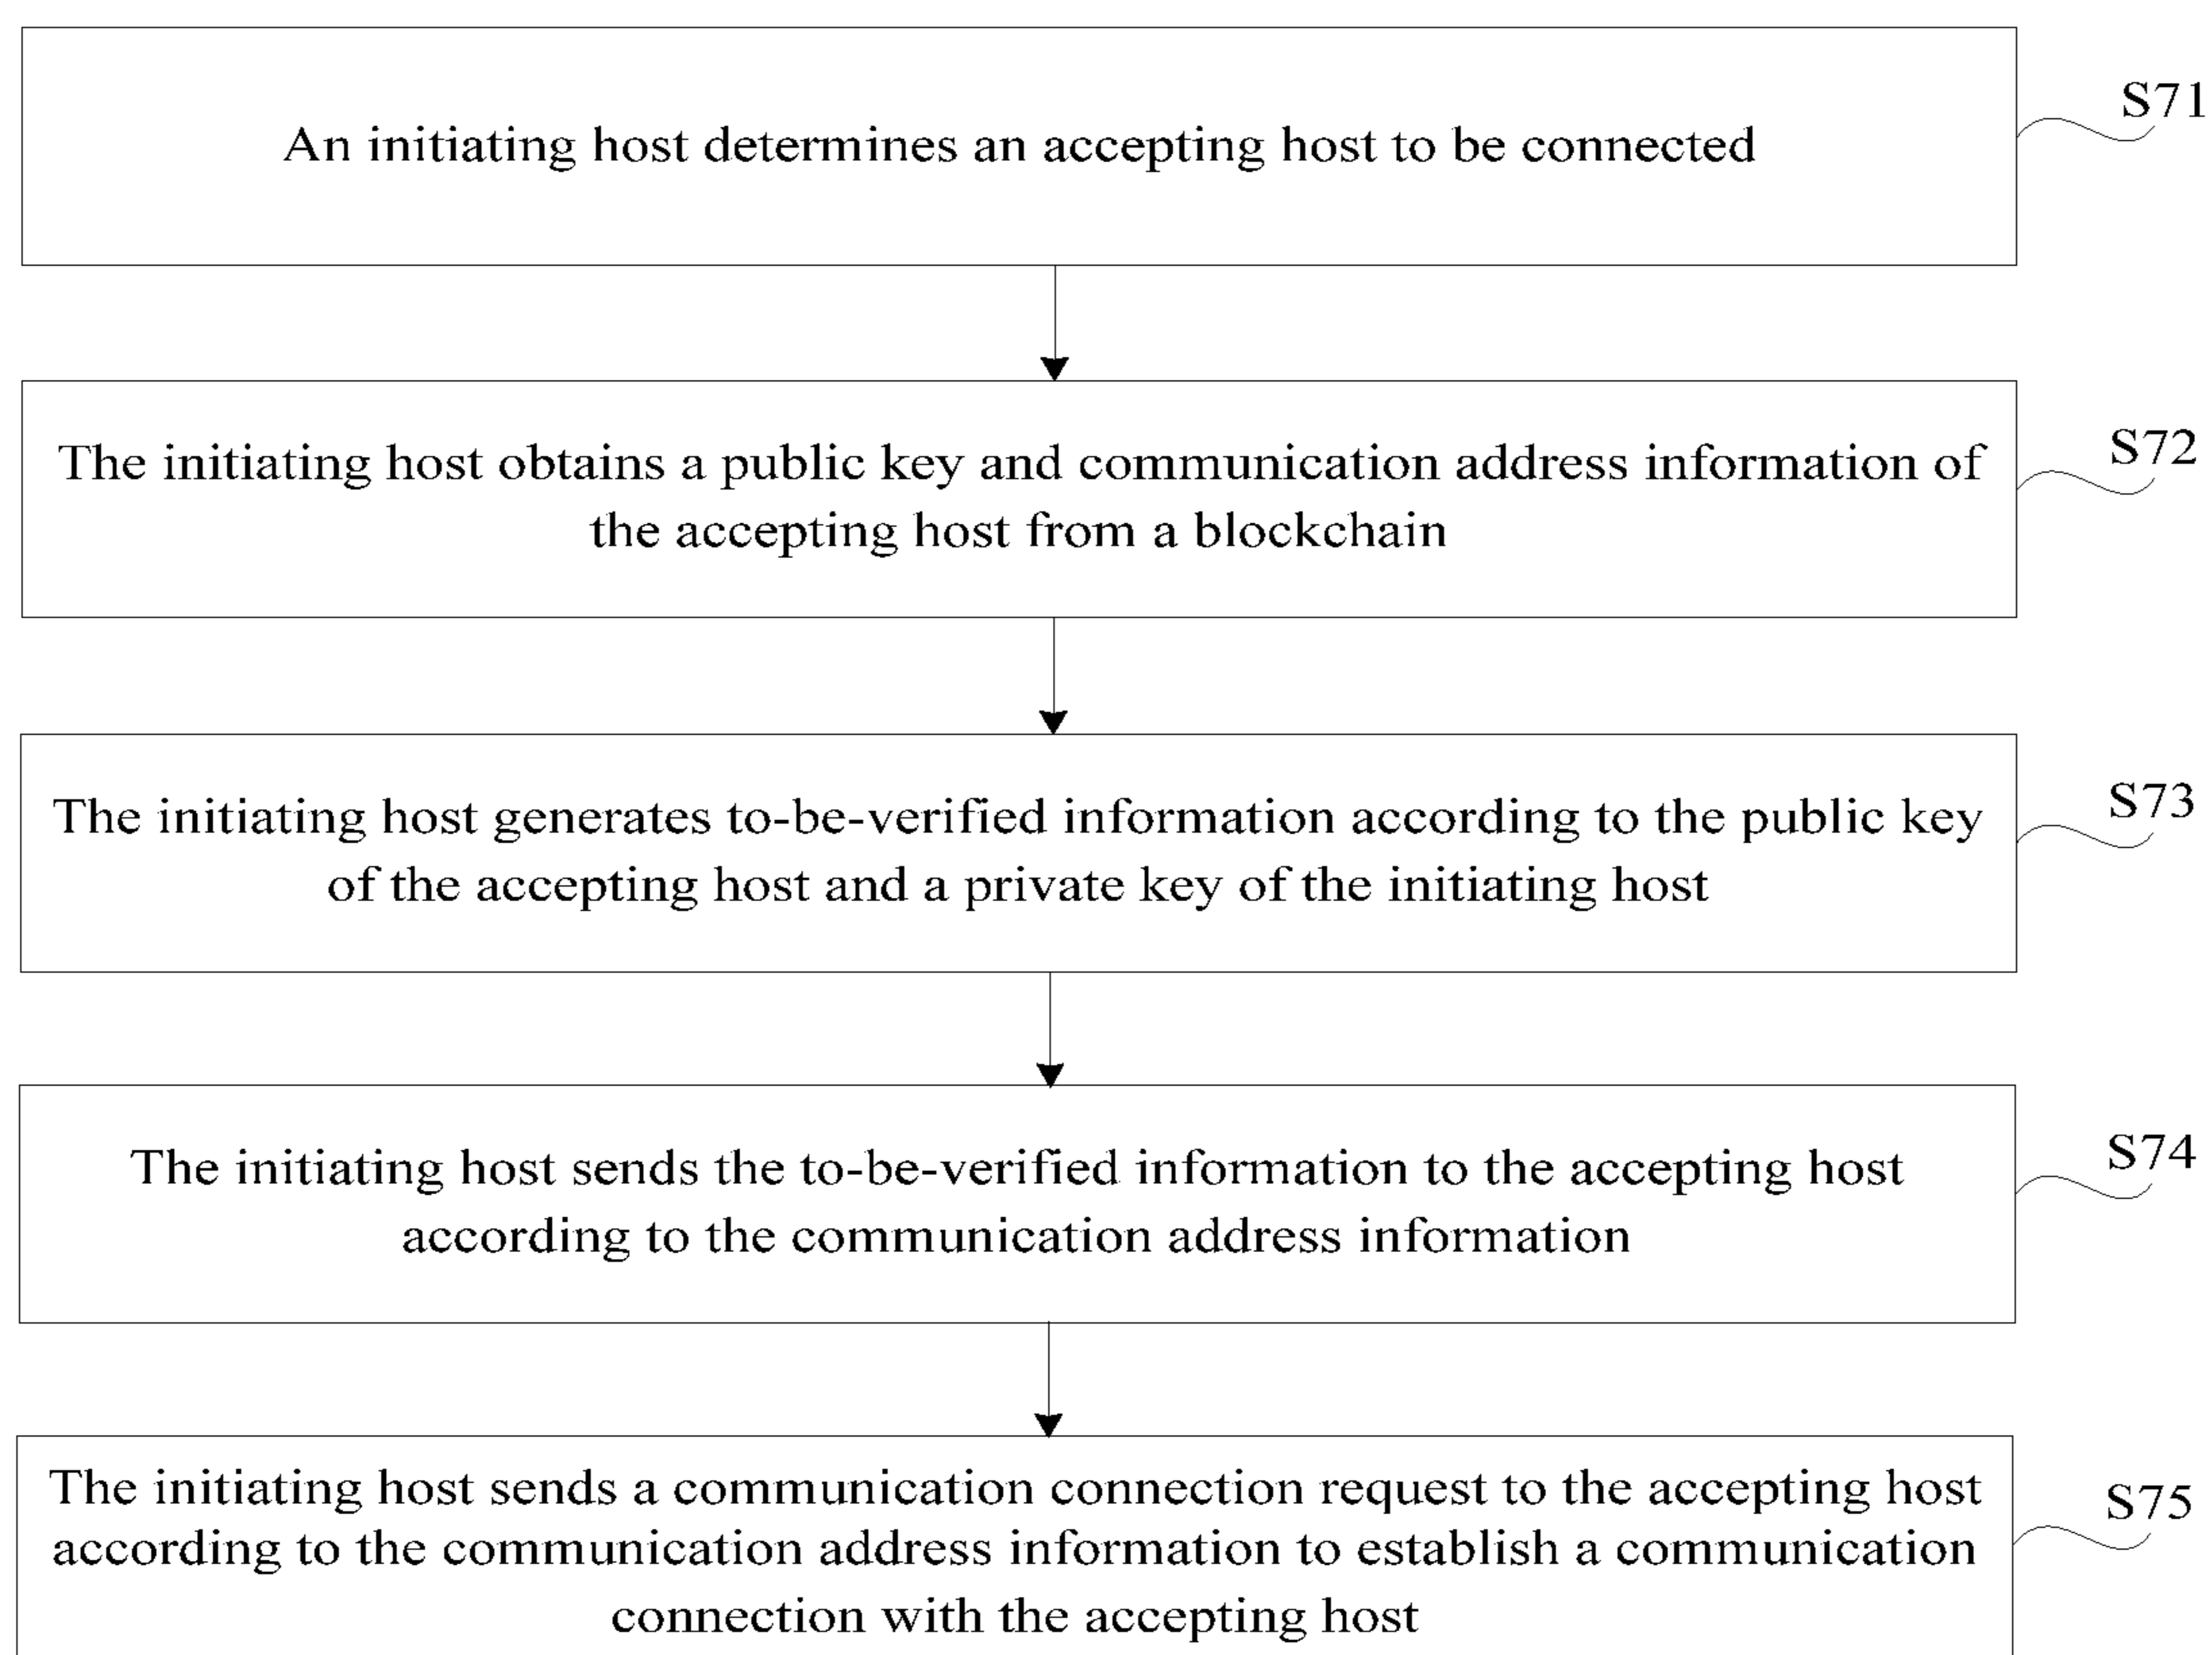 An initiating host determines an accepting host to be connected
S71
The initiating host obtains a public key and communication address information of
the accepting host from a blockchain
S72
The initiating host generates to-be-verified information according to the public key
of the accepting host and a private key of the initiating host
S73
The initiating host sends the to-be-verified information to the accepting host
according to the communication address information
S74
The initiating host sends a communication connection request to the accepting host
according to the communication address information to establish a communication
connection with the accepting host
S75